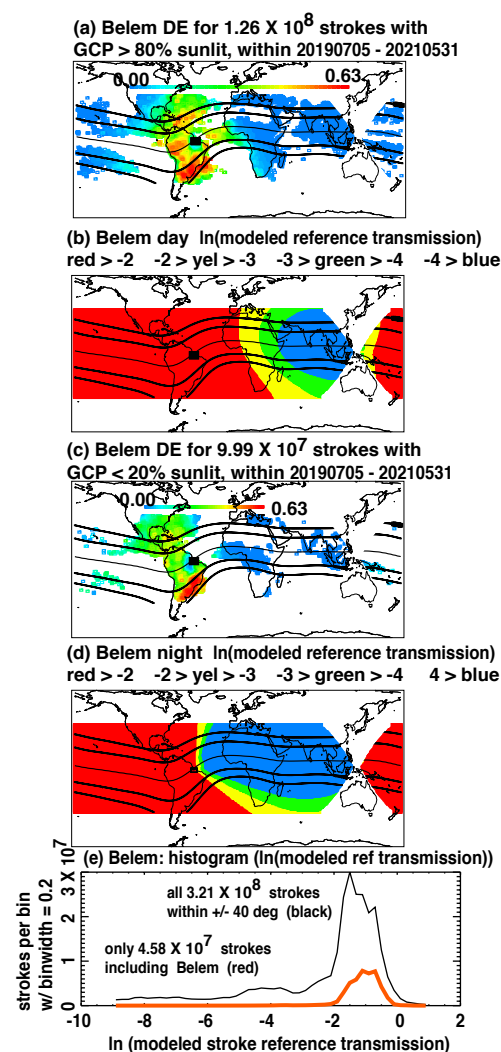 (a) Belem DE for 1.26 X 10^8 strokes with
GCP > 80% sunlit, within 20190705 - 20210531
0.00 0.63
(b) Belem day ln(modeled reference transmission)
red > -2 -2 > yel > -3 -3 > green > -4 -4 > blue
(c) Belem DE for 9.99 X 10^7 strokes with
GCP < 20% sunlit, within 20190705 - 20210531
0.00 0.63
(d) Belem night ln(modeled reference transmission)
red > -2 -2 > yel > -3 -3 > green > -4 4 > blue
(e) Belem: histogram (ln(modeled ref transmission))
strokes per bin
w/ binwidth = 0.2
3 X 10^7
2
1
0
all 3.21 X 10^8 strokes
within +/- 40 deg (black)
only 4.58 X 10^7 strokes
including Belem (red)
-10 -8 -6 -4 -2 0 2
ln (modeled stroke reference transmission)